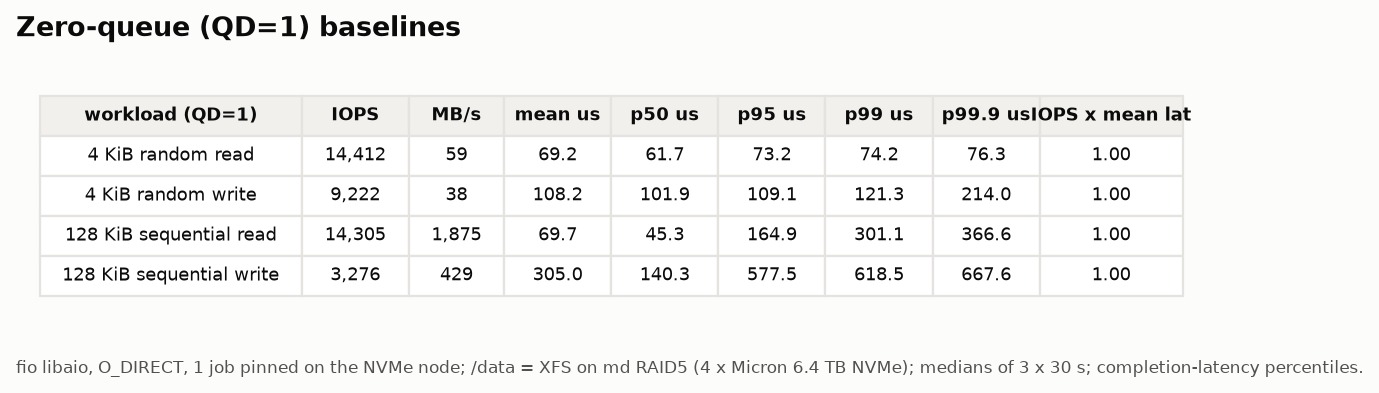 Zero-queue (QD=1) baselines
workload (QD=1) IOPS MB/s mean us p50 us p95 us p99 us p99.9 us IOPS x mean lat
4 KiB random read 14,412 59 69.2 61.7 73.2 74.2 76.3 1.00
4 KiB random write 9,222 38 108.2 101.9 109.1 121.3 214.0 1.00
128 KiB sequential read 14,305 1,875 69.7 45.3 164.9 301.1 366.6 1.00
128 KiB sequential write 3,276 429 305.0 140.3 577.5 618.5 667.6 1.00
fio libaio, O_DIRECT, 1 job pinned on the NVMe node; /data = XFS on md RAID5 (4 x Micron 6.4 TB NVMe); medians of 3 x 30 s; completion-latency percentiles.